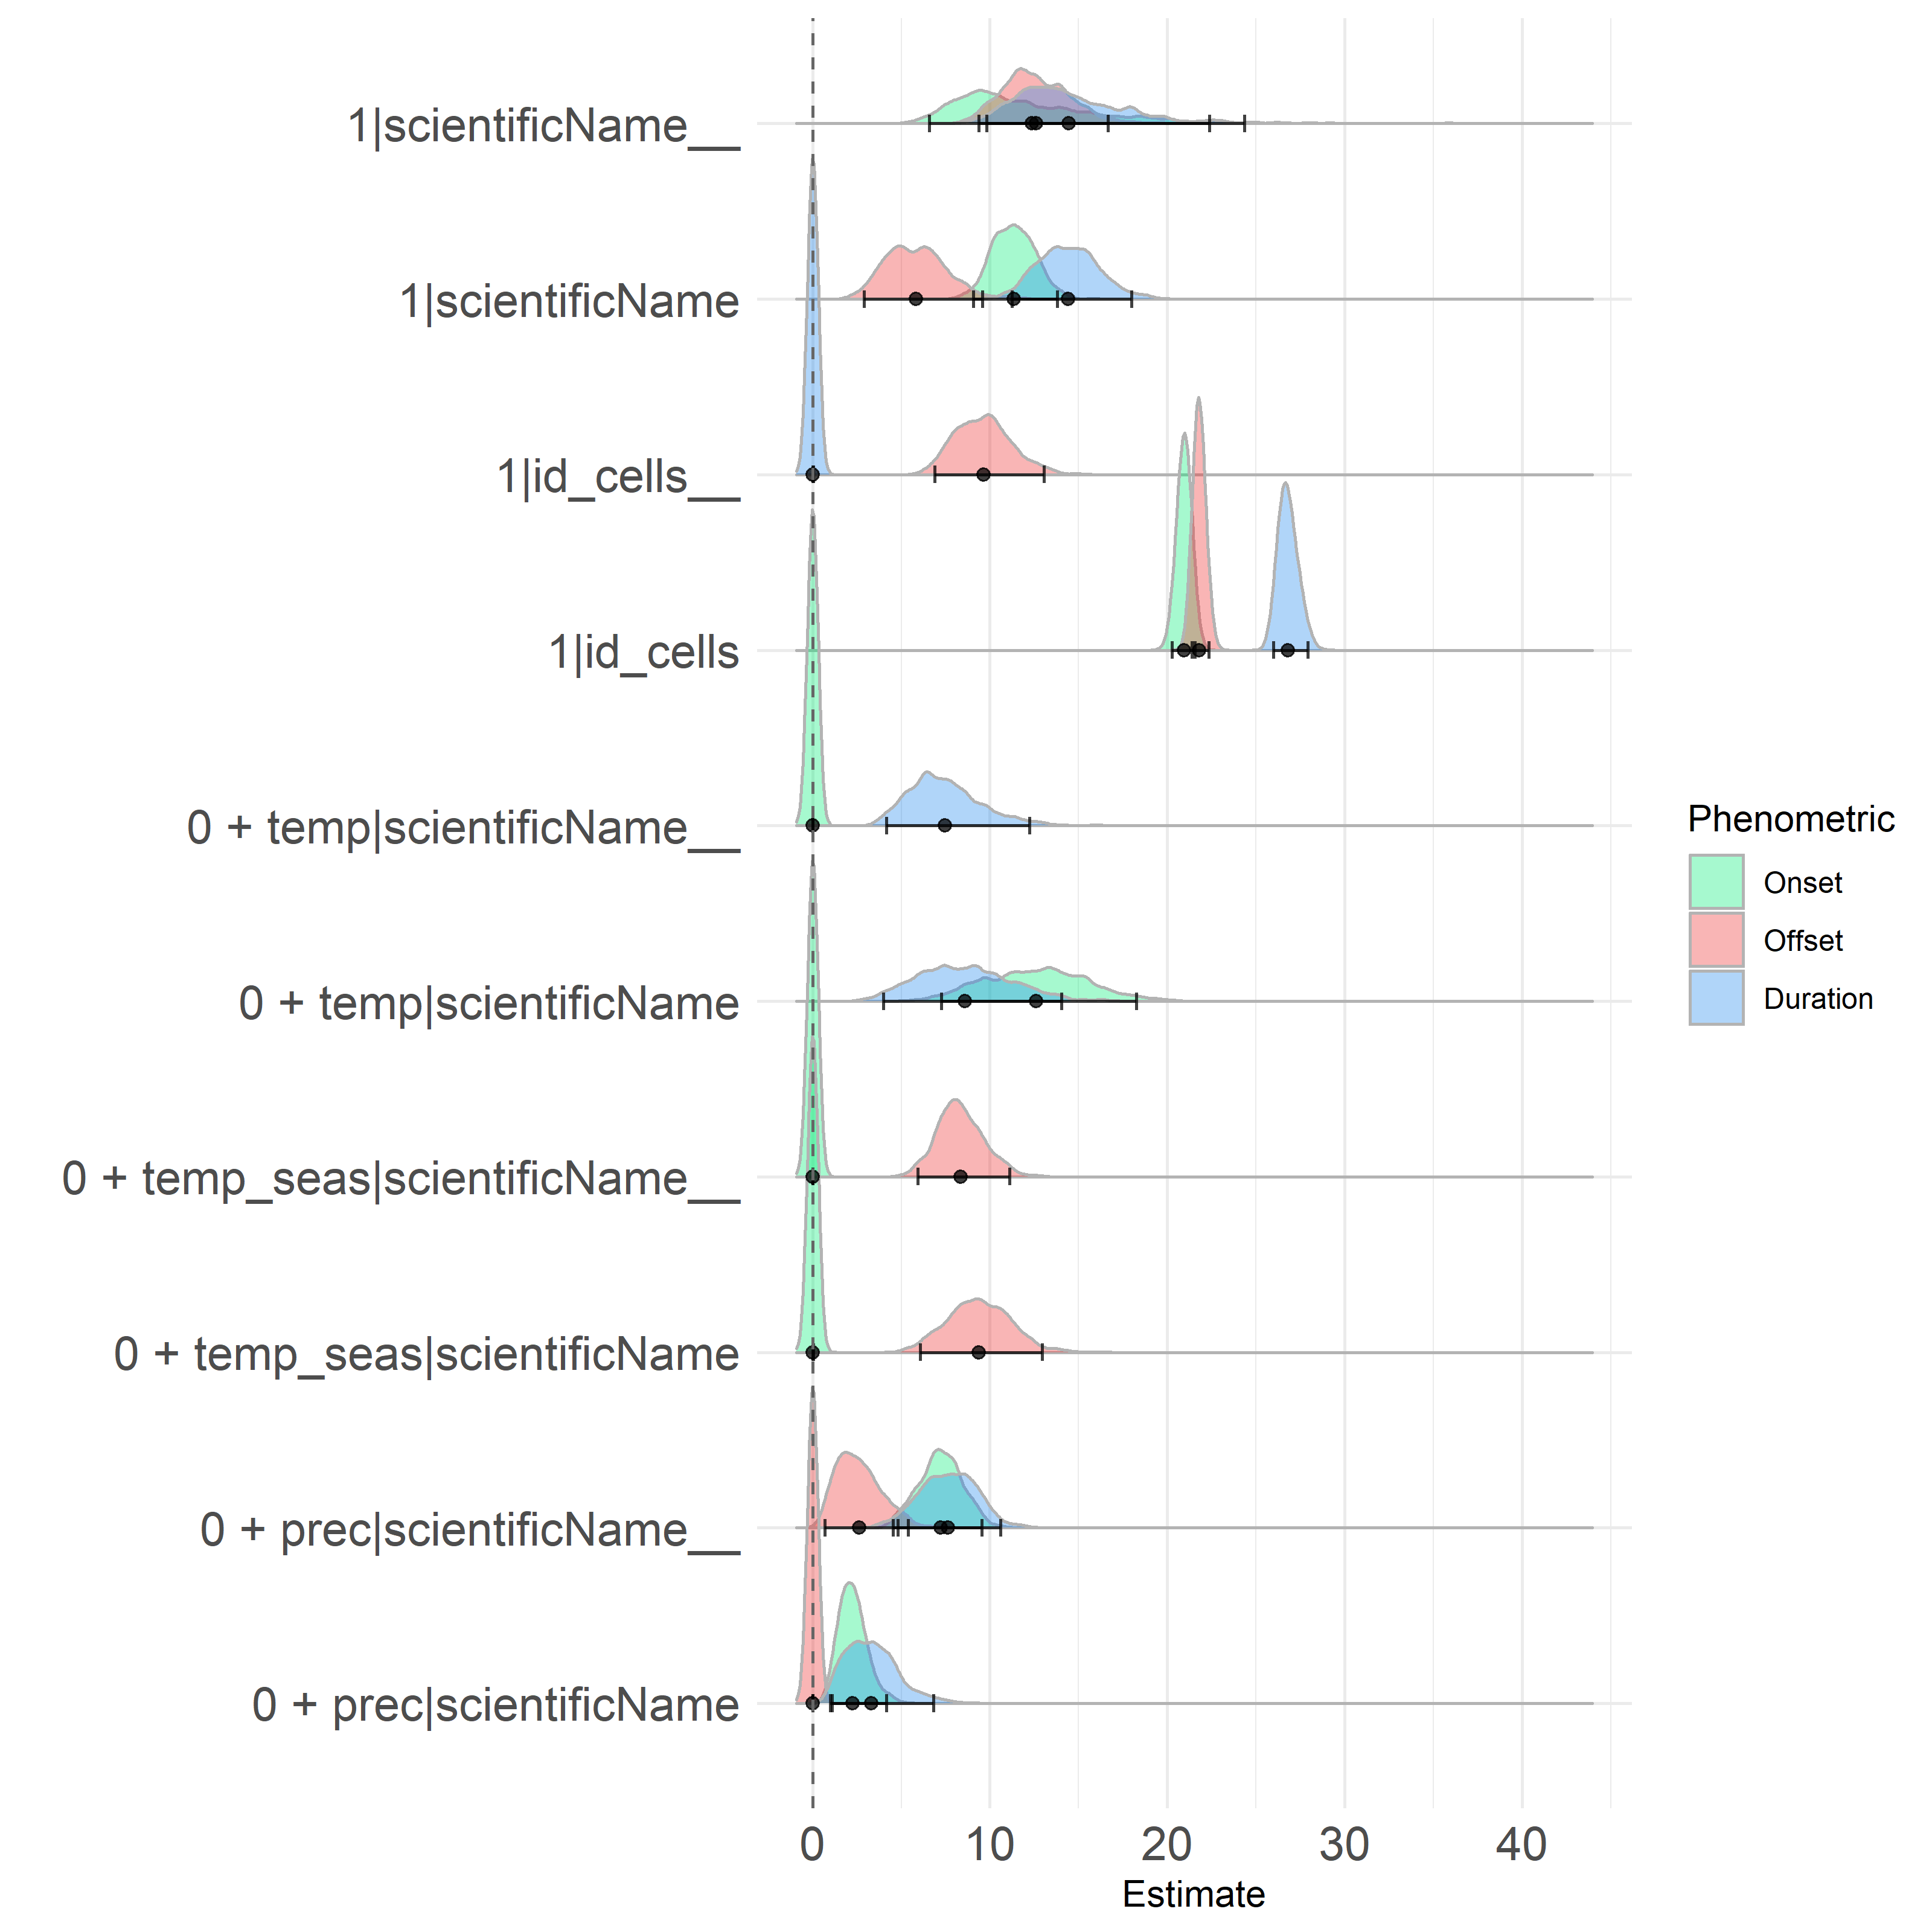 1|scientificName__
1|scientificName
1|id_cells__
1|id_cells
0 + temp|scientificName__
0 + temp|scientificName
0 + temp_seas|scientificName__
0 + temp_seas|scientificName
0 + prec|scientificName__
0 + prec|scientificName
0 10 20 30 40
Estimate
Phenometric
Onset
Offset
Duration